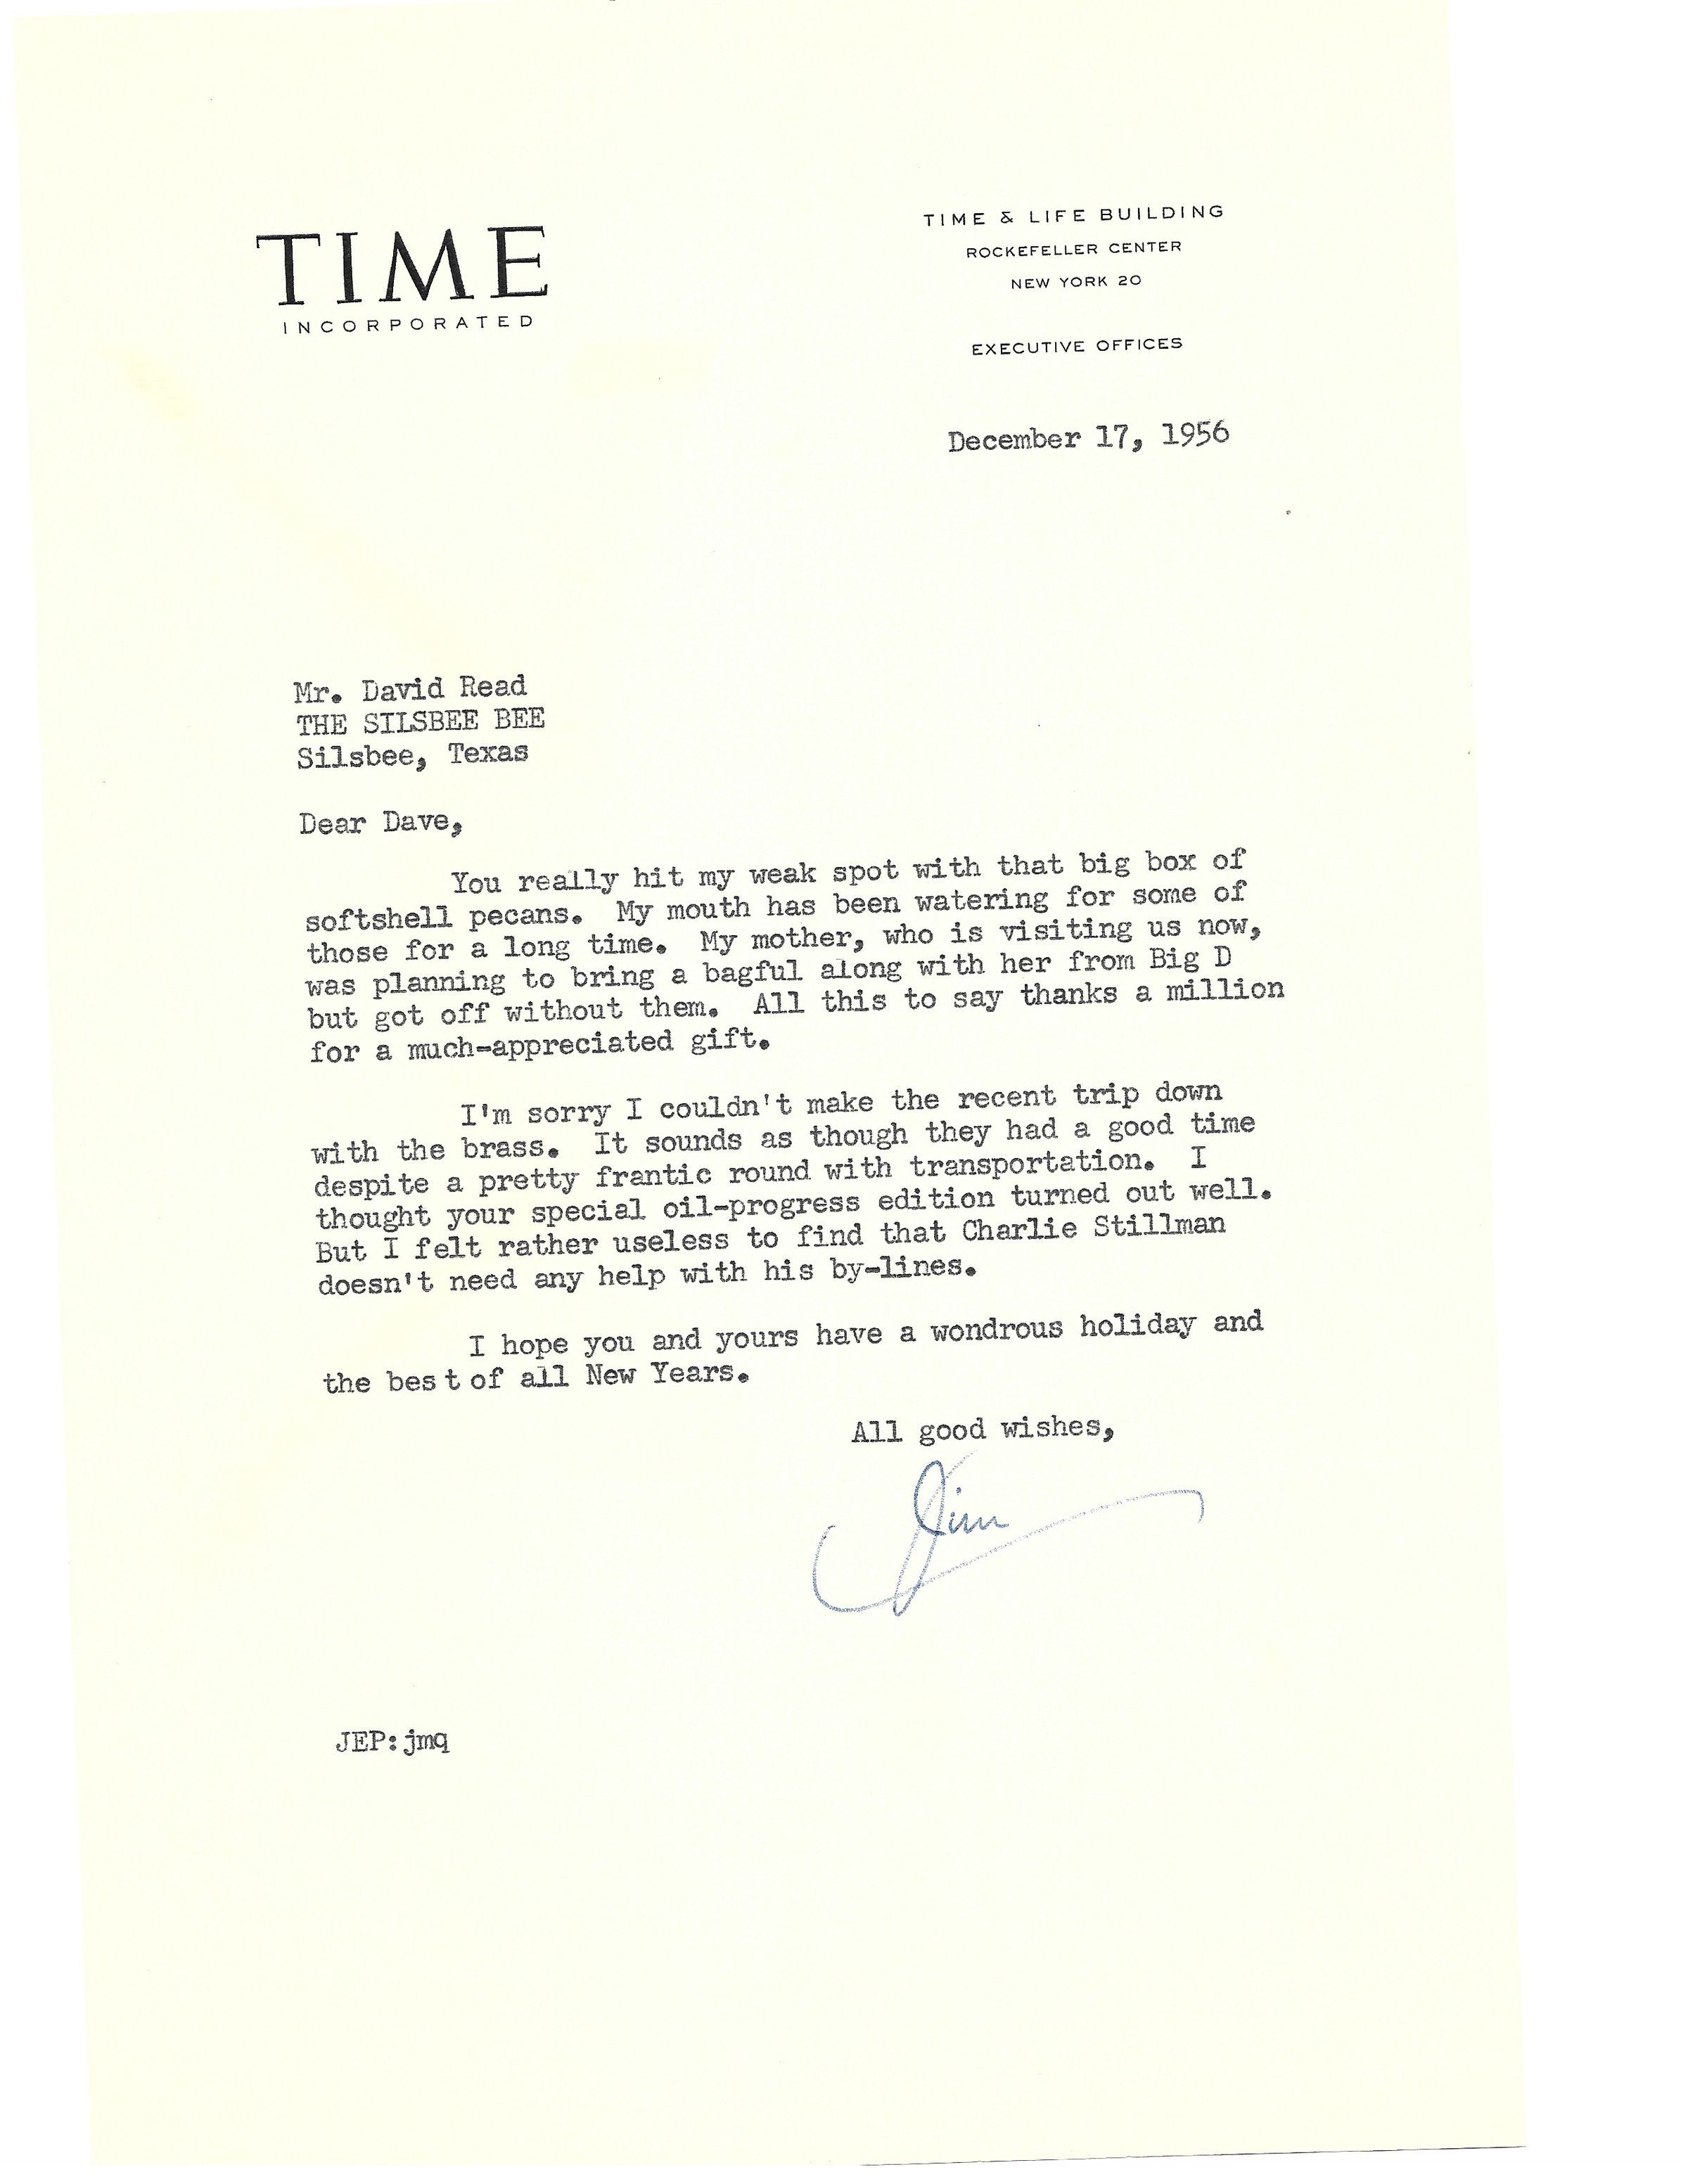 TIME
INCORPORATED
TIME & LIFE BUILDING
ROCKEFELLER CENTER
NEW YORK 20
EXECUTIVE OFFICES
December 17, 1956
Mr. David Read
THE SILSBEE BEE
Silsbee, Texas
Dear Dave,
You really hit my weak spot with that big box of
softshell pecans. My mouth has been watering for some of
those for a long time. My mother, who is visiting us now,
was planning to bring a bagful along with her from Big D
but got off without them. All this to say thanks a million
for a much-appreciated gift.
I'm sorry I couldn't make the recent trip down
with the brass. It sounds as though they had a good time
despite a pretty frantic round with transportation. I
thought your special oil-progress edition turned out well.
But I felt rather useless to find that Charlie Stillman
doesn't need any help with his by-lines.
I hope you and yours have a wondrous holiday and
the best of all New Years.
All good wishes,
Jim
JEP:jmq